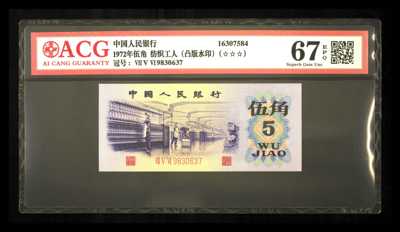 ACG
AI CANG GUARANTY
中国人民银行
1972年伍角 纺织工人（凸版水印）(☆☆☆)
冠号：VII V VI 9830637
16307584
67 EPQ
Superb Gem Unc
中国人民银行
伍角
5
WU
JIAO
VII V VI 9830637